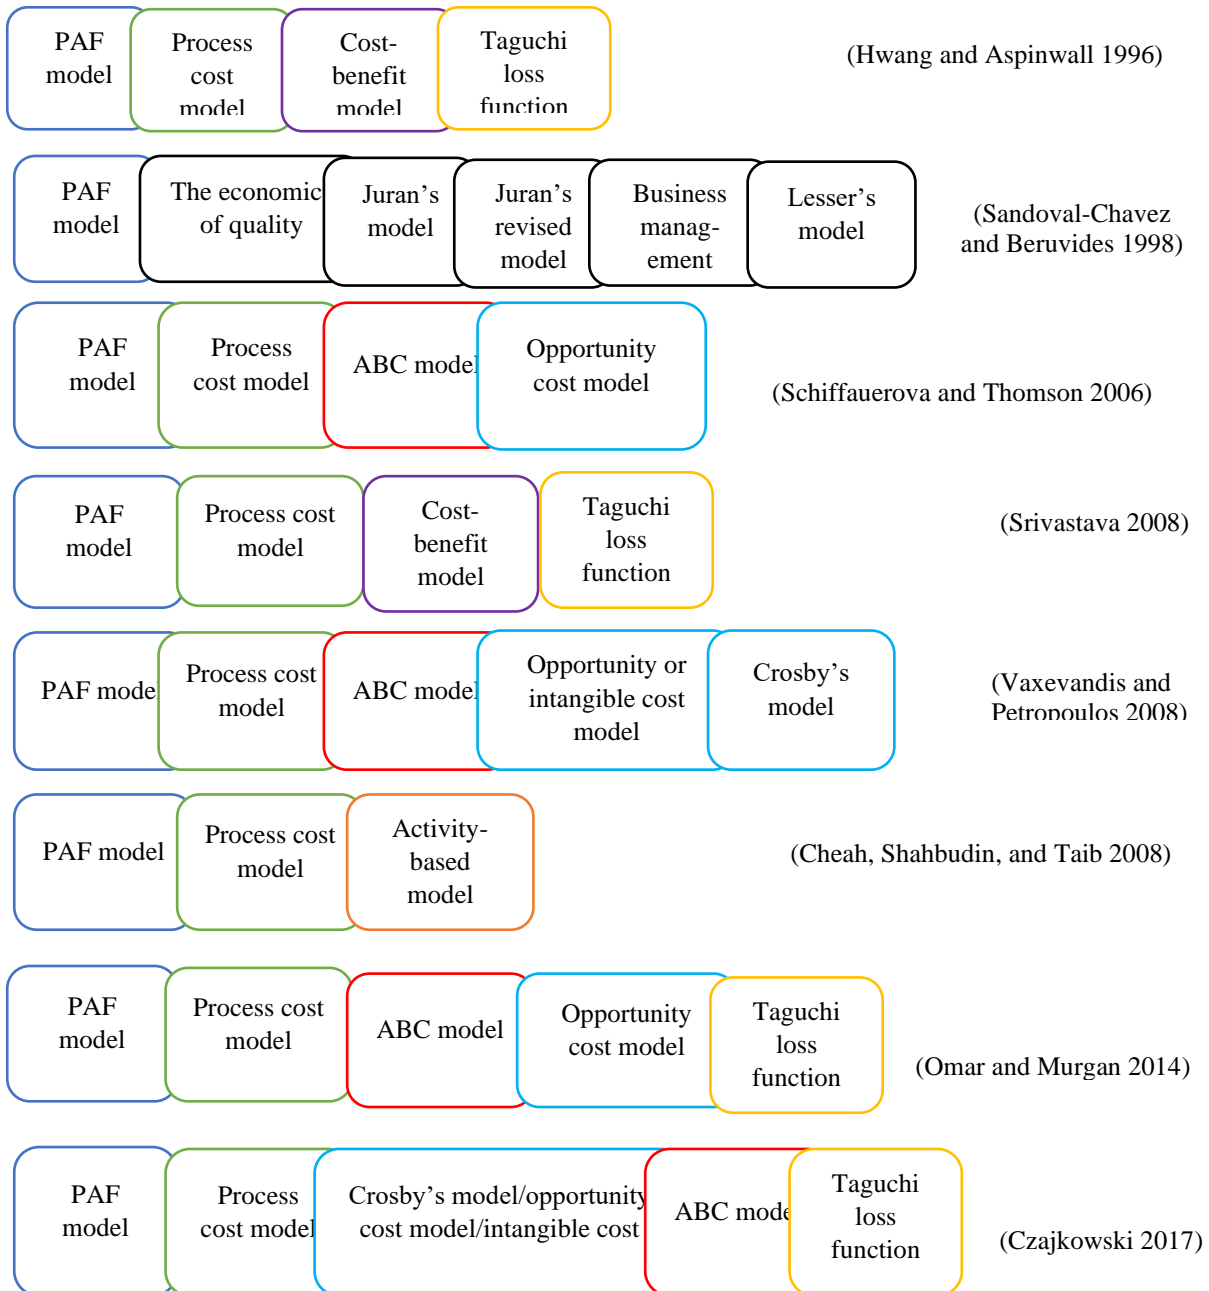 PAF
model
Process
cost
model
Cost-
benefit
model
Taguchi
loss
function
(Hwang and Aspinwall 1996)
PAF
model
The economic
of quality
Juran’s
model
Juran’s
revised
model
Business
manag-
ement
Lesser’s
model
(Sandoval-Chavez
and Beruvides 1998)
PAF
model
Process
cost model
ABC model
Opportunity
cost model
(Schiffauerova and Thomson 2006)
PAF
model
Process cost
model
Cost-
benefit
model
Taguchi
loss
function
(Srivastava 2008)
PAF model
Process cost
model
ABC model
Opportunity or
intangible cost
model
Crosby’s
model
(Vaxevandis and
Petropoulos 2008)
PAF model
Process cost
model
Activity-
based
model
(Cheah, Shahbudin, and Taib 2008)
PAF
model
Process cost
model
ABC model
Opportunity
cost model
Taguchi
loss
function
(Omar and Murgan 2014)
PAF
model
Process
cost model
Crosby’s model/opportunity
cost model/intangible cost
ABC model
Taguchi
loss
function
(Czajkowski 2017)